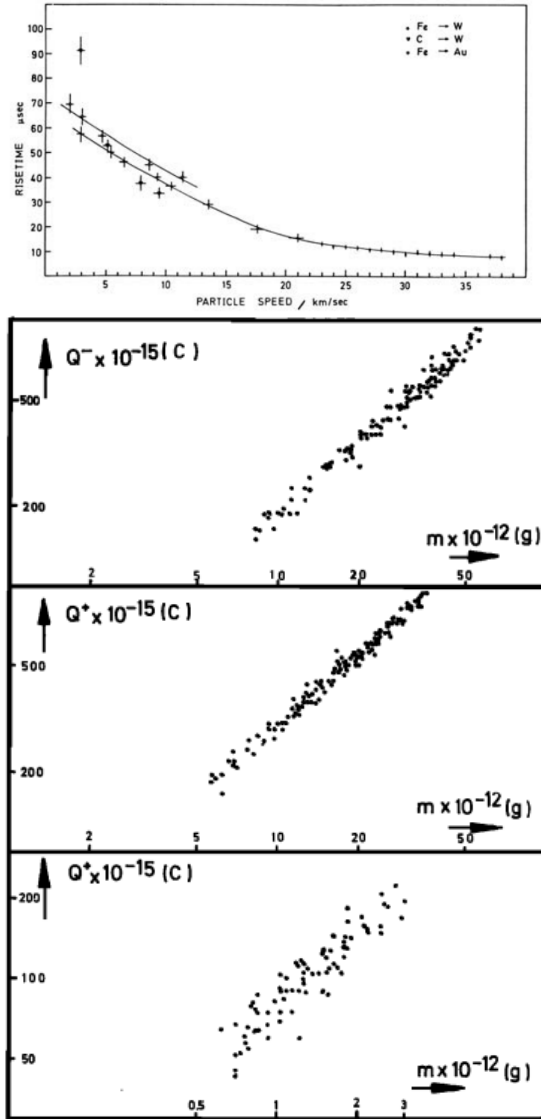 Fe → W
C → W
Fe → Au
110
100
90
80
70
60
50
40
30
20
10
RISETIME μsec
5 10 15 20 25 30 35
PARTICLE SPEED / km/sec
Q⁻ x 10⁻¹⁵ (C)
500
200
m x 10⁻¹² (g)
2 5 1.0 2.0 50
Q⁺ x 10⁻¹⁵ (C)
500
200
m x 10⁻¹² (g)
2 5 10 20 50
Q⁺ x 10⁻¹⁵ (C)
200
100
50
m x 10⁻¹² (g)
0.5 1 2 3